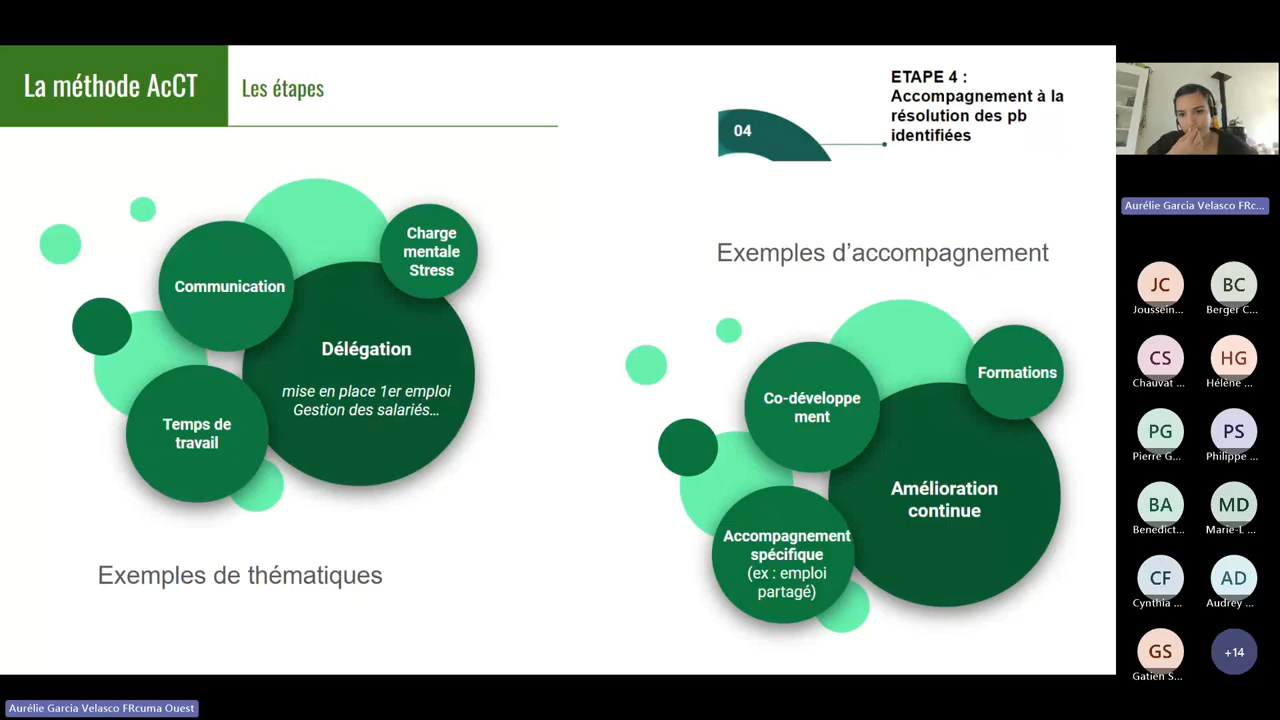 La méthode AcCT
Les étapes
04
ETAPE 4 :
Accompagnement à la
résolution des pb
identifiées
Communication
Charge
mentale
Stress
Délégation
mise en place 1er emploi
Gestion des salariés...
Temps de
travail
Exemples de thématiques
Exemples d’accompagnement
Co-développe
ment
Formations
Amélioration
continue
Accompagnement
spécifique
(ex : emploi
partagé)
Aurélie Garcia Velasco FRc...
JC
BC
Joussein...
Berger C...
CS
HG
Chauvat ...
Hélène ...
PG
PS
Pierre G...
Philippe ...
BA
MD
Benedict...
Marie-L ...
CF
AD
Cynthia ...
Audrey ...
GS
+14
Gatien S...
Aurélie Garcia Velasco FRcuma Ouest